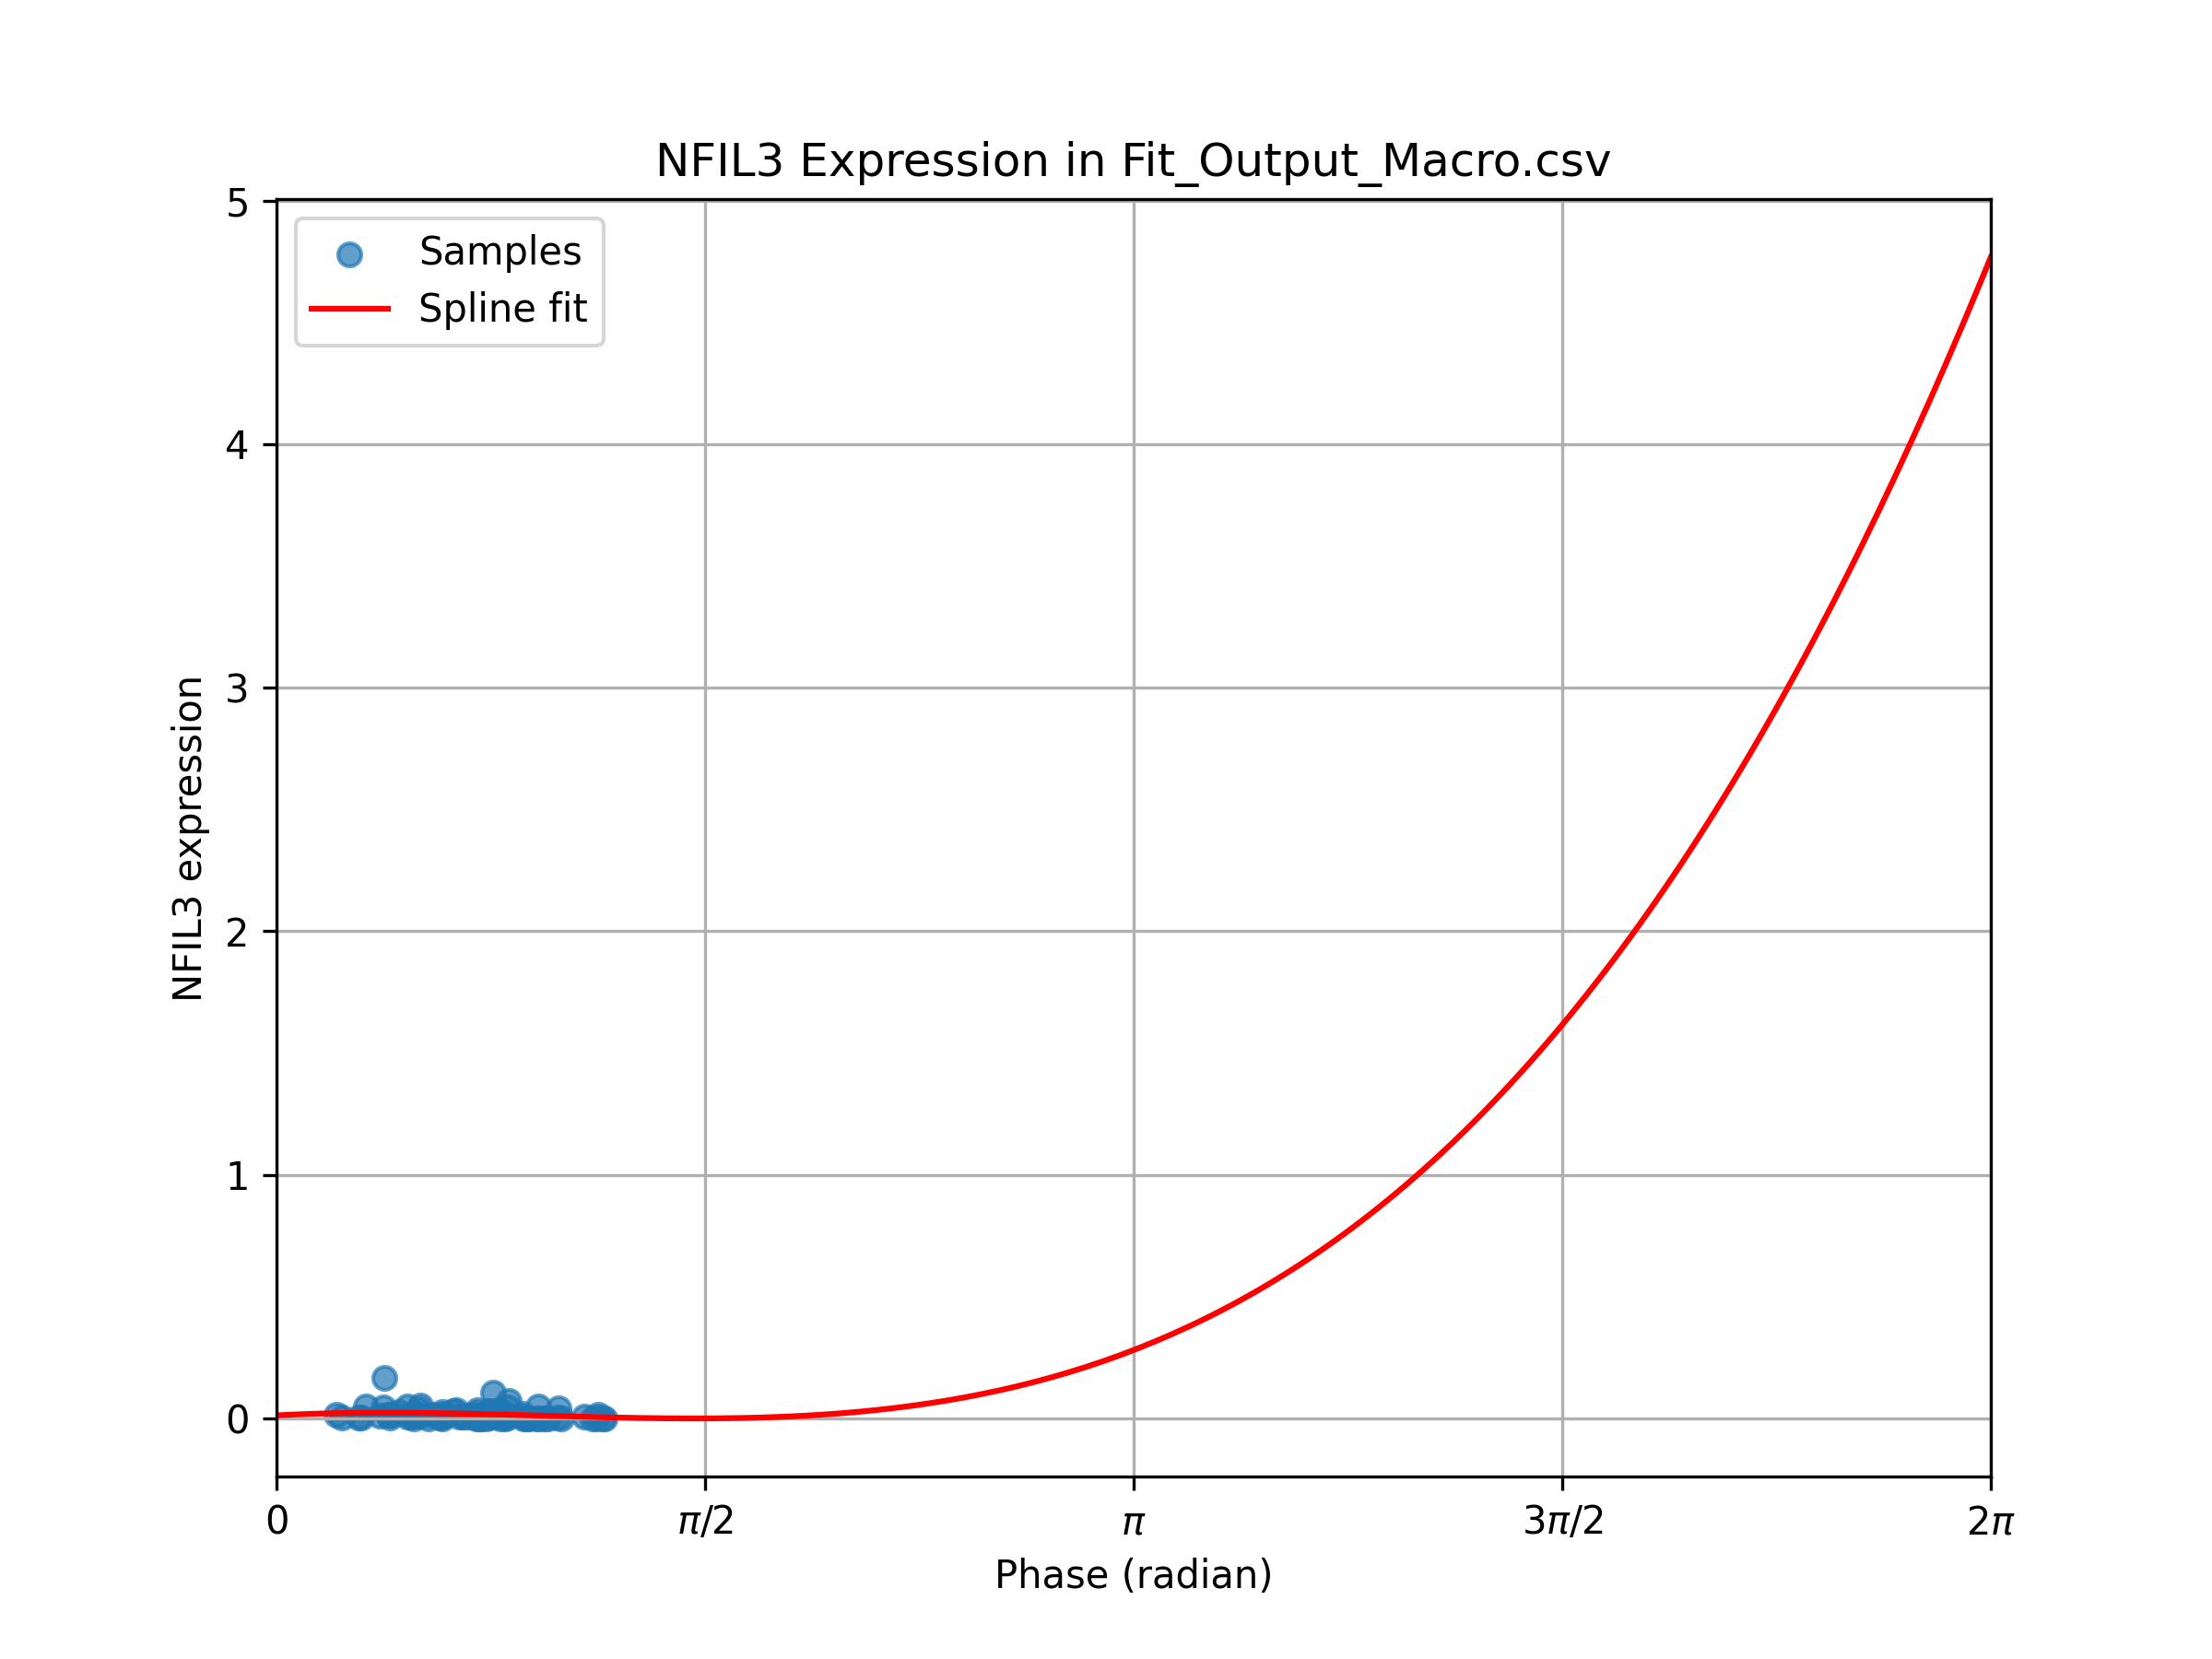 NFIL3 Expression in Fit_Output_Macro.csv
Samples
Spline fit
5
4
3
2
1
0
NFIL3 expression
0 π/2 π 3π/2 2π
Phase (radian)